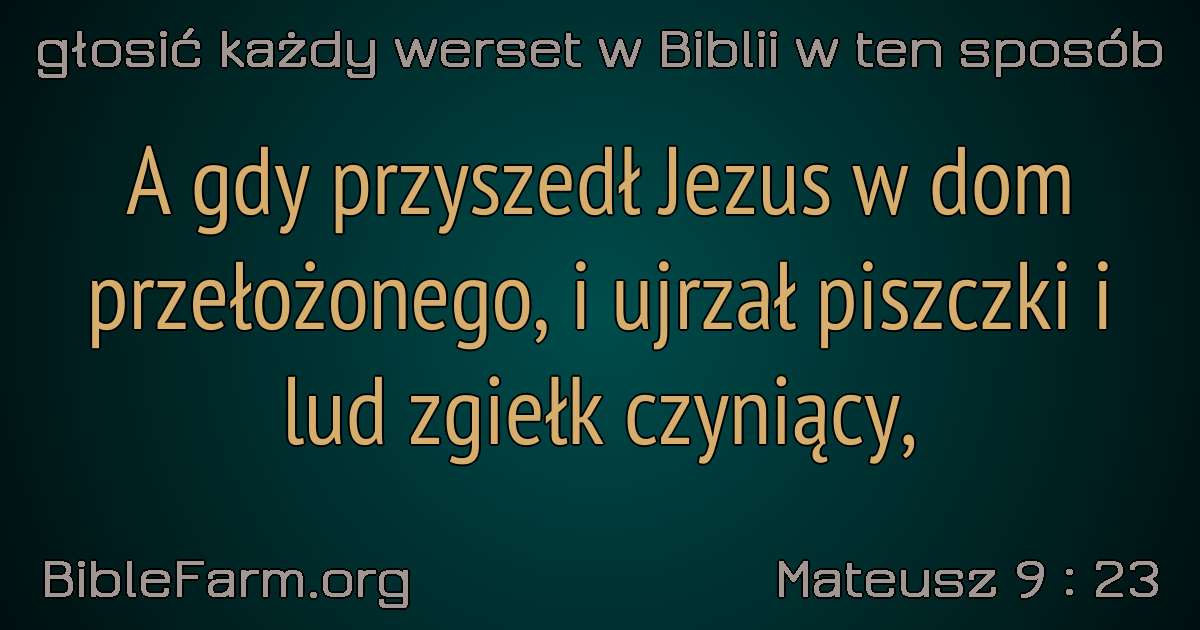 głosić każdy werset w Biblii w ten sposób
A gdy przyszedł Jezus w dom
przełożonego, i ujrzał piszczki i
lud zgiełk czyniący,
BibleFarm.org
Mateusz 9 : 23